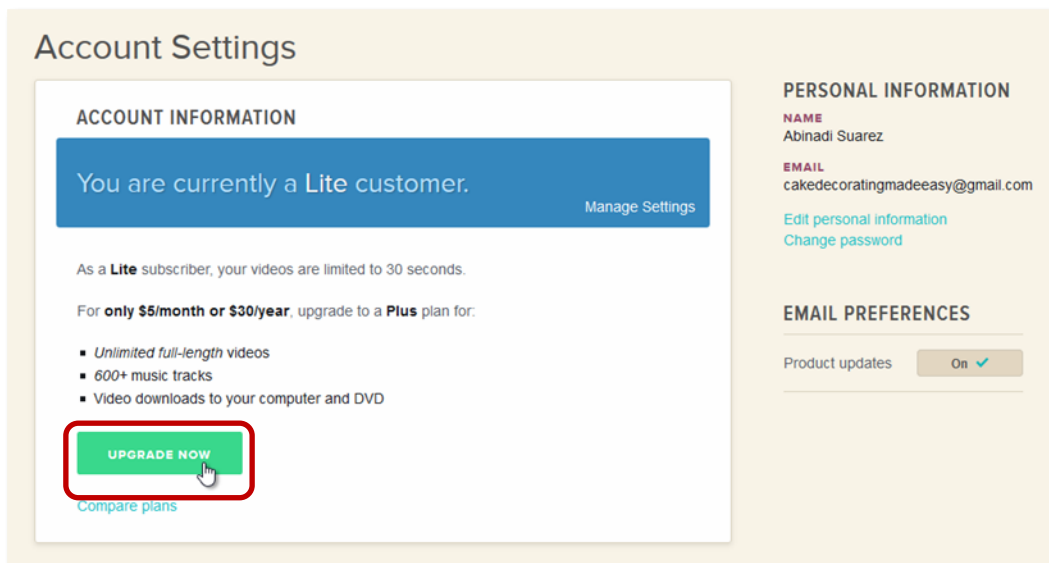 Account Settings
ACCOUNT INFORMATION
You are currently a Lite customer.
Manage Settings
As a Lite subscriber, your videos are limited to 30 seconds.
For only $5/month or $30/year, upgrade to a Plus plan for:
Unlimited full-length videos
600+ music tracks
Video downloads to your computer and DVD
UPGRADE NOW
Compare plans
PERSONAL INFORMATION
NAME
Abinadi Suarez
EMAIL
cakedecoratingmadeeasy@gmail.com
Edit personal information
Change password
EMAIL PREFERENCES
Product updates On